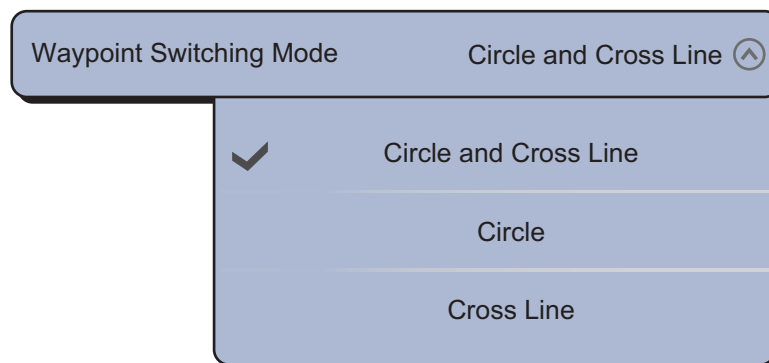 Waypoint Switching Mode Circle and Cross Line
Circle and Cross Line
Circle
Cross Line